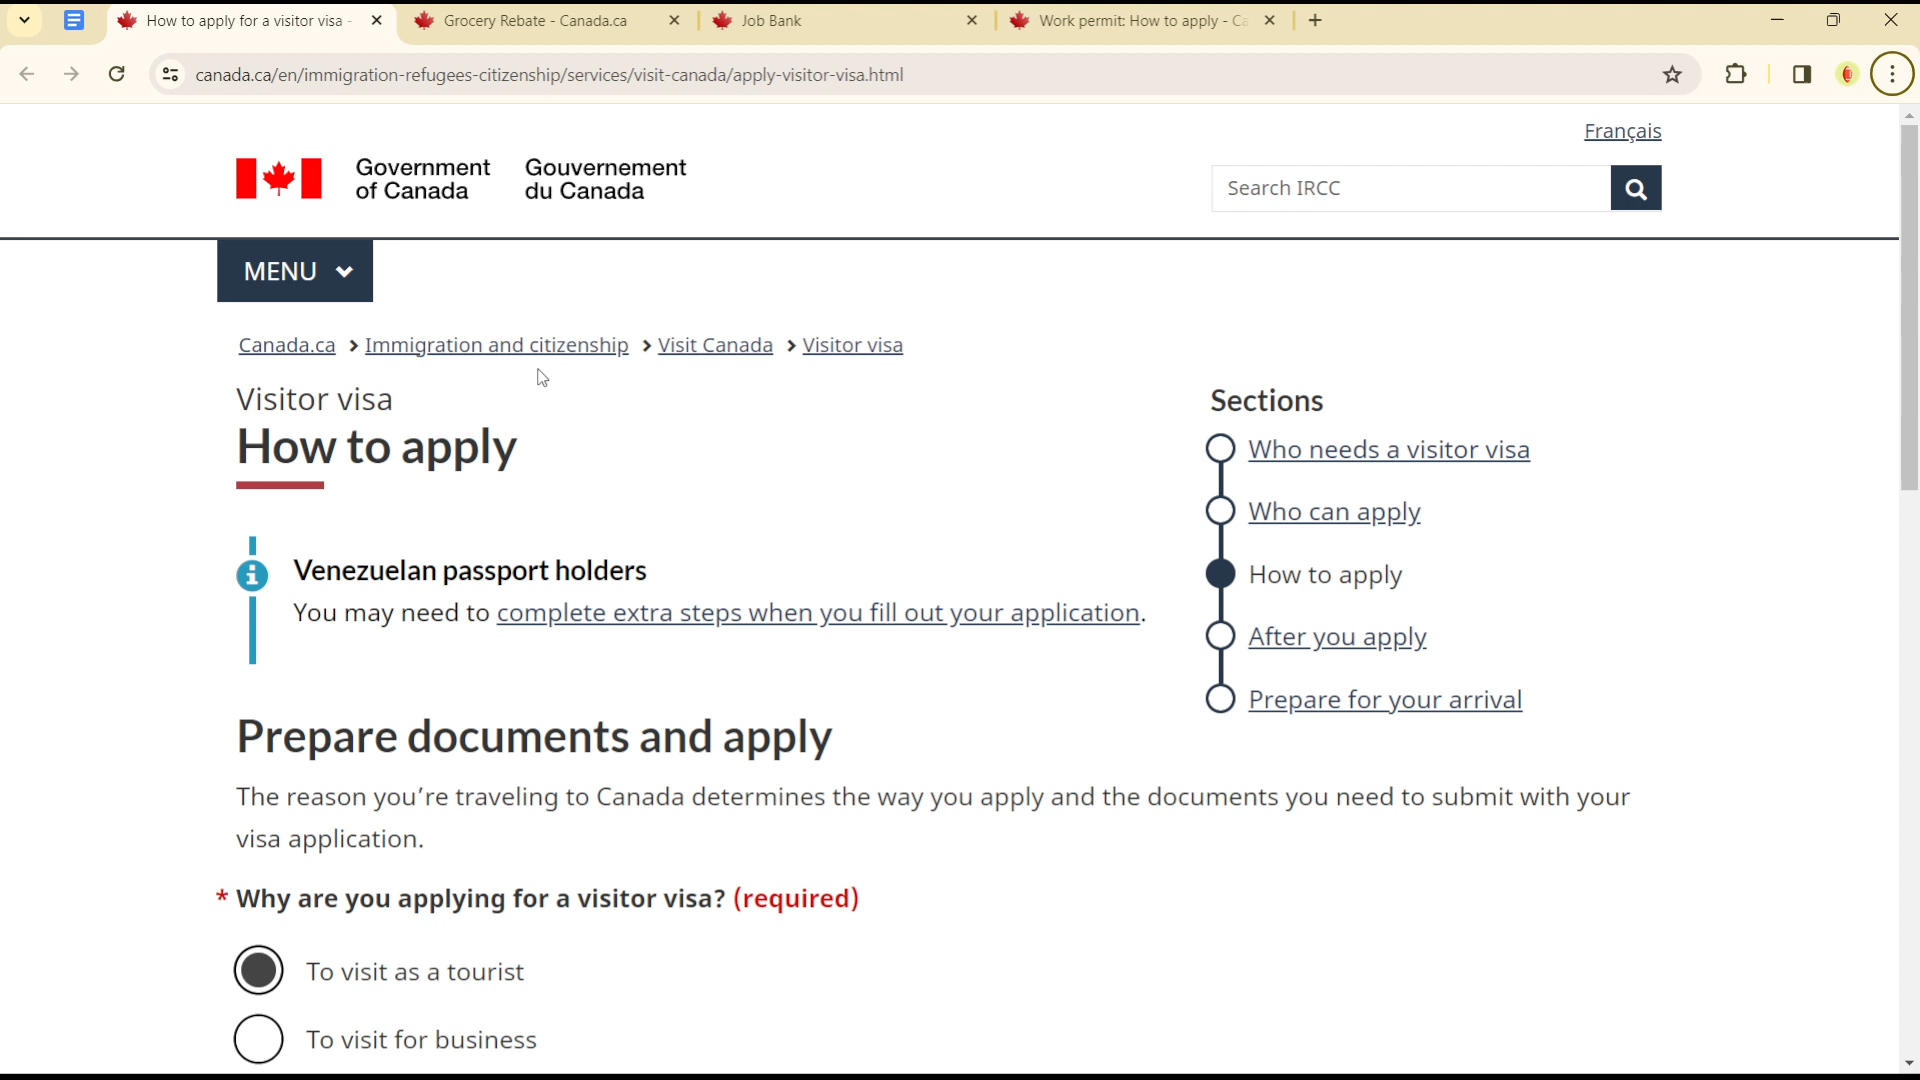 How to apply for a visitor visa -
Grocery Rebate - Canada.ca
Job Bank
Work permit: How to apply - Ca
canada.ca/en/immigration-refugees-citizenship/services/visit-canada/apply-visitor-visa.html
Français
Government of Canada
Gouvernement du Canada
Search IRCC
MENU
Canada.ca > Immigration and citizenship > Visit Canada > Visitor visa
Visitor visa
How to apply
Venezuelan passport holders
You may need to complete extra steps when you fill out your application.
Sections
Who needs a visitor visa
Who can apply
How to apply
After you apply
Prepare for your arrival
Prepare documents and apply
The reason you're traveling to Canada determines the way you apply and the documents you need to submit with your
visa application.
* Why are you applying for a visitor visa? (required)
To visit as a tourist
To visit for business